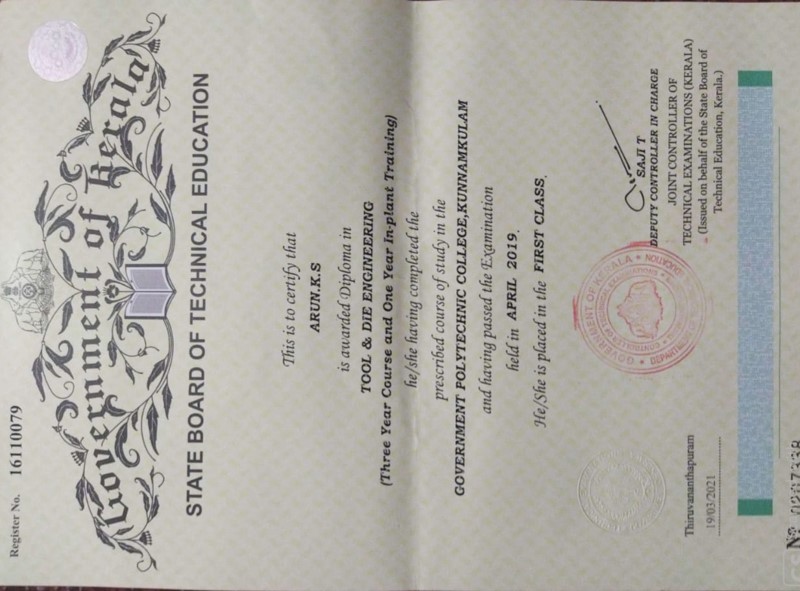 Register No. 16110079
Government of Kerala
STATE BOARD OF TECHNICAL EDUCATION
This is to certify that
ARUN.K.S
is awarded Diploma in
TOOL & DIE ENGINEERING
(Three Year Course and One Year In-plant Training)
he/she having completed the
prescribed course of study in the
GOVERNMENT POLYTECHNIC COLLEGE,KUNNAMKULAM
and having passed the Examination
held in APRIL 2019.
He/She is placed in the FIRST CLASS.
SAJI T
DEPUTY CONTROLLER IN CHARGE
JOINT CONTROLLER OF
TECHNICAL EXAMINATIONS (KERALA)
(Issued on behalf of the State Board of
Technical Education, Kerala.)
GOVERNMENT OF KERALA
Thiruvananthapuram
19/03/2021